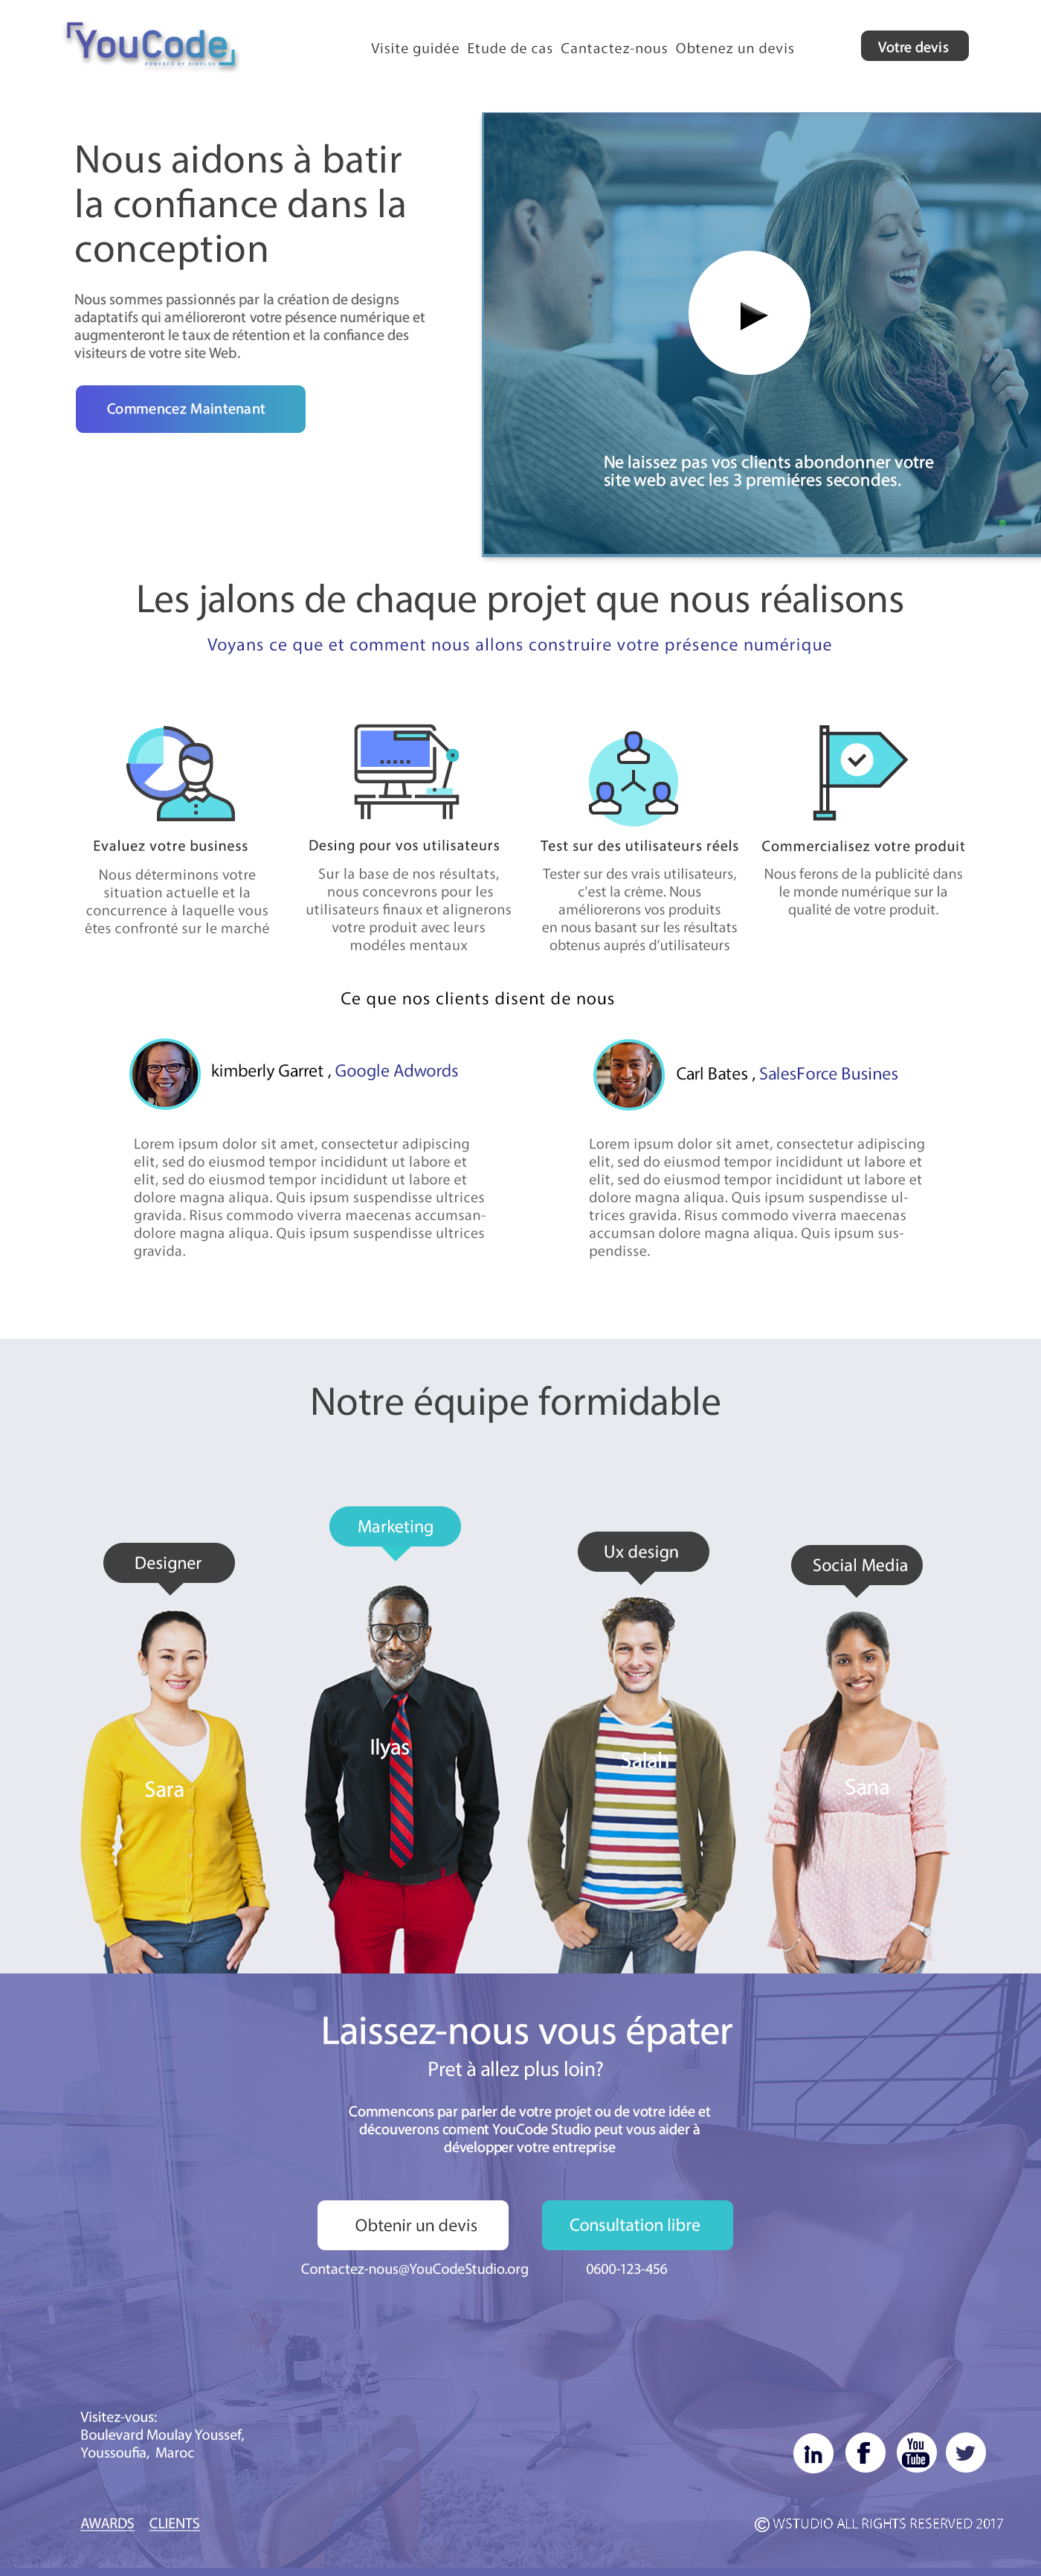 YouCode
POWERED BY SIMPLON
Visite guidée Etude de cas Cantactez-nous Obtenez un devis
Votre devis
Nous aidons à batir
la confiance dans la
conception
Nous sommes passionnés par la création de designs
adaptatifs qui amélioreront votre pésence numérique et
augmenteront le taux de rétention et la confiance des
visiteurs de votre site Web.
Commencez Maintenant
Ne laissez pas vos clients abondonner votre
site web avec les 3 premiéres secondes.
Les jalons de chaque projet que nous réalisons
Voyans ce que et comment nous allons construire votre présence numérique
Evaluez votre business
Nous déterminons votre
situation actuelle et la
concurrence à laquelle vous
êtes confronté sur le marché
Desing pour vos utilisateurs
Sur la base de nos résultats,
nous concevrons pour les
utilisateurs finaux et alignerons
votre produit avec leurs
modéles mentaux
Test sur des utilisateurs réels
Tester sur des vrais utilisateurs,
c'est la crème. Nous
améliorerons vos produits
en nous basant sur les résultats
obtenus auprés d'utilisateurs
Commercialisez votre produit
Nous ferons de la publicité dans
le monde numérique sur la
qualité de votre produit.
Ce que nos clients disent de nous
kimberly Garret , Google Adwords
Lorem ipsum dolor sit amet, consectetur adipiscing
elit, sed do eiusmod tempor incididunt ut labore et
elit, sed do eiusmod tempor incididunt ut labore et
dolore magna aliqua. Quis ipsum suspendisse ultrices
gravida. Risus commodo viverra maecenas accumsan-
dolore magna aliqua. Quis ipsum suspendisse ultrices
gravida.
Carl Bates , SalesForce Busines
Lorem ipsum dolor sit amet, consectetur adipiscing
elit, sed do eiusmod tempor incididunt ut labore et
elit, sed do eiusmod tempor incididunt ut labore et
dolore magna aliqua. Quis ipsum suspendisse ul-
trices gravida. Risus commodo viverra maecenas
accumsan dolore magna aliqua. Quis ipsum sus-
pendisse.
Notre équipe formidable
Designer
Marketing
Ux design
Social Media
Sara
Ilyas
Salah
Sana
Laissez-nous vous épater
Pret à allez plus loin?
Commencons par parler de votre projet ou de votre idée et
découverons coment YouCode Studio peut vous aider à
développer votre entreprise
Obtenir un devis
Consultation libre
Contactez-nous@YouCodeStudio.org
0600-123-456
Visitez-vous:
Boulevard Moulay Youssef,
Youssoufia, Maroc
in
f
You
Tube
AWARDS CLIENTS
© WSTUDIO ALL RIGHTS RESERVED 2017